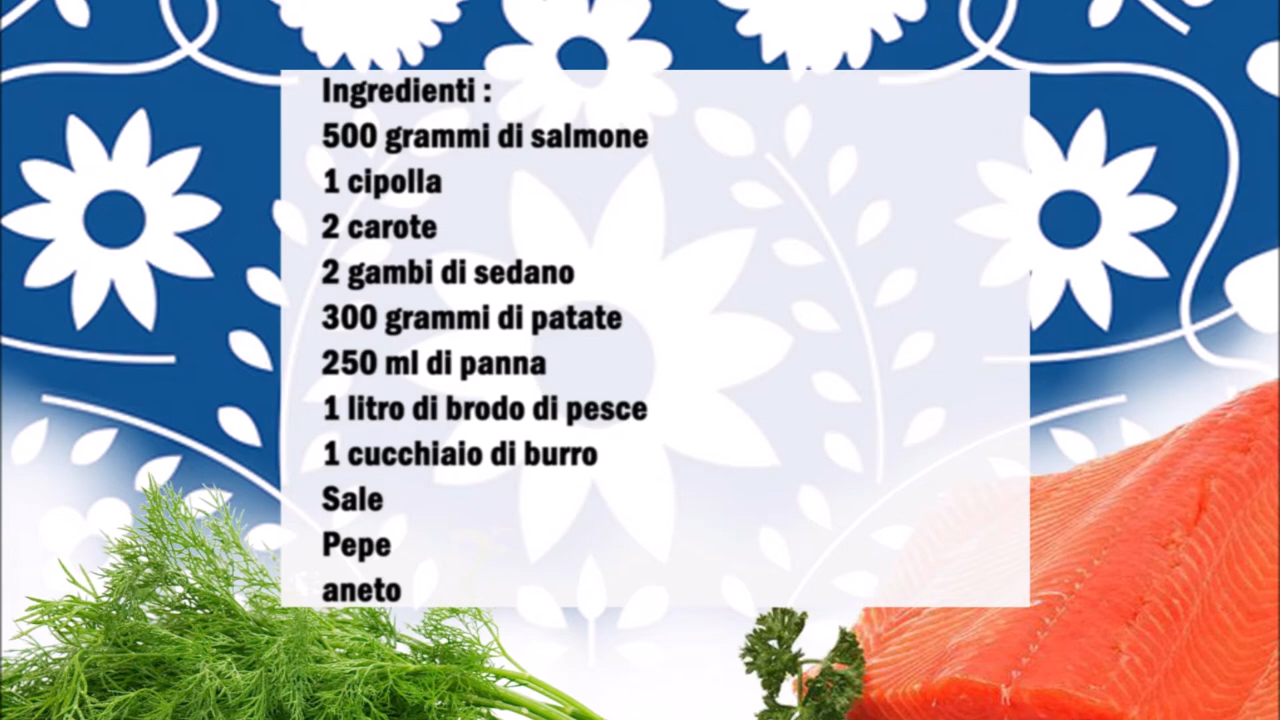 Ingredienti :
500 grammi di salmone
1 cipolla
2 carote
2 gambi di sedano
300 grammi di patate
250 ml di panna
1 litro di brodo di pesce
1 cucchiaio di burro
Sale
Pepe
aneto